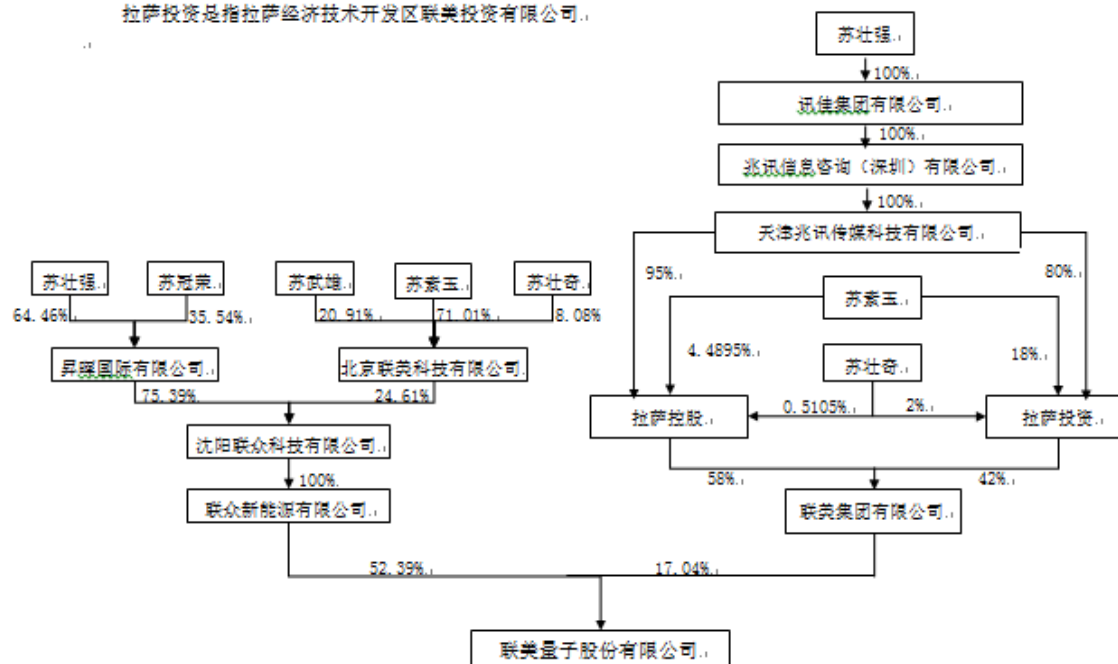 拉萨投资是指拉萨经济技术开发区联美投资有限公司.
苏壮强.
100%.
讯佳集团有限公司.
100%.
兆讯信息咨询（深圳）有限公司.
100%.
天津兆讯传媒科技有限公司.
苏壮强.
苏冠荣.
苏武雄.
苏素玉.
苏壮奇.
95%.
苏素玉.
80%.
64.46%.
35.54%.
20.91%.
71.01%.
8.08%
4.4895%.
苏壮奇.
18%.
昇晖国际有限公司.
北京联美科技有限公司.
75.39%.
24.61%.
拉萨控股.
0.5105%.
2%.
拉萨投资.
沈阳联众科技有限公司.
58%.
42%.
100%.
联众新能源有限公司.
联美集团有限公司.
52.39%.
17.04%.
联美量子股份有限公司.